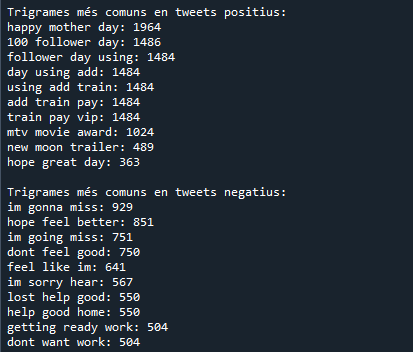 Trigrames més comuns en tweets positius:
happy mother day: 1964
100 follower day: 1486
follower day using: 1484
day using add: 1484
using add train: 1484
add train pay: 1484
train pay vip: 1484
mtv movie award: 1024
new moon trailer: 489
hope great day: 363

Trigrames més comuns en tweets negatius:
im gonna miss: 929
hope feel better: 851
im going miss: 751
dont feel good: 750
feel like im: 641
im sorry hear: 567
lost help good: 550
help good home: 550
getting ready work: 504
dont want work: 504